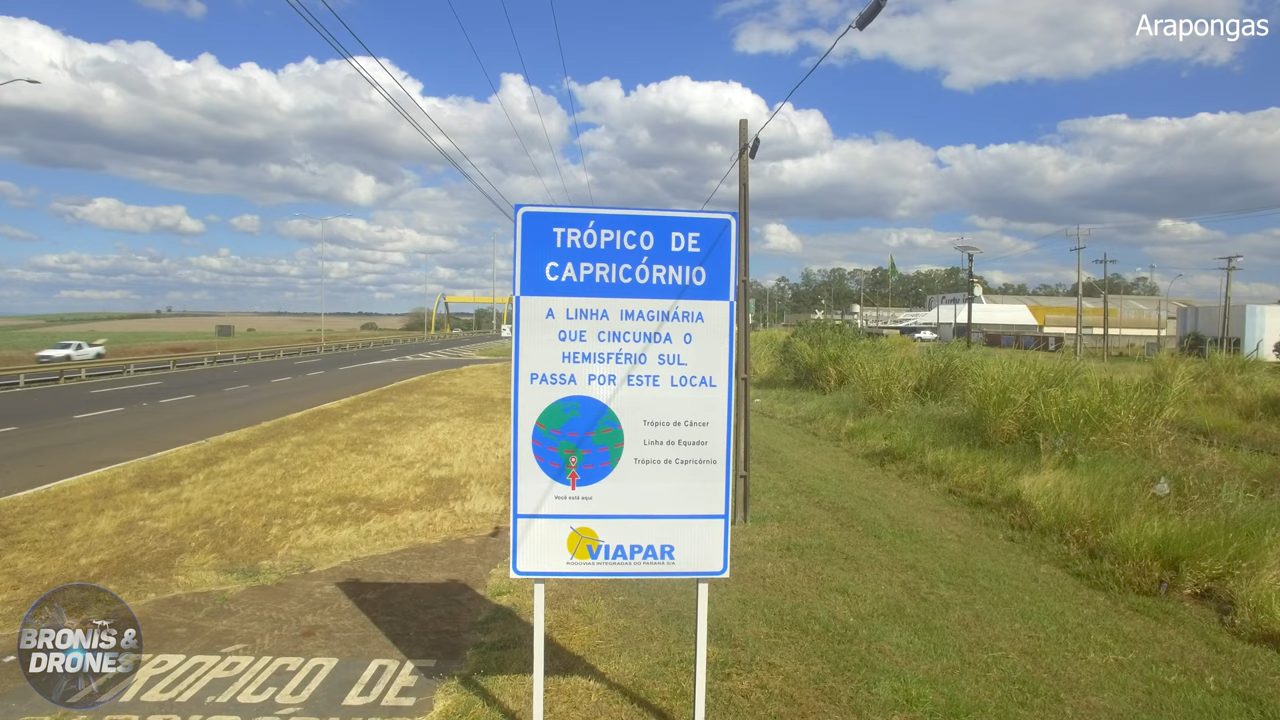 Arapongas
TRÓPICO DE
CAPRICÓRNIO
A LINHA IMAGINÁRIA
QUE CINCUNDA O
HEMISFÉRIO SUL,
PASSA POR ESTE LOCAL
Trópico de Câncer
Linha do Equador
Trópico de Capricórnio
Você está aqui
VIAPAR
RODOVIAS INTEGRADAS DO PARANÁ S/A
BRONIS &
DRONES
TRÓPICO DE
CAPRICÓRNIO